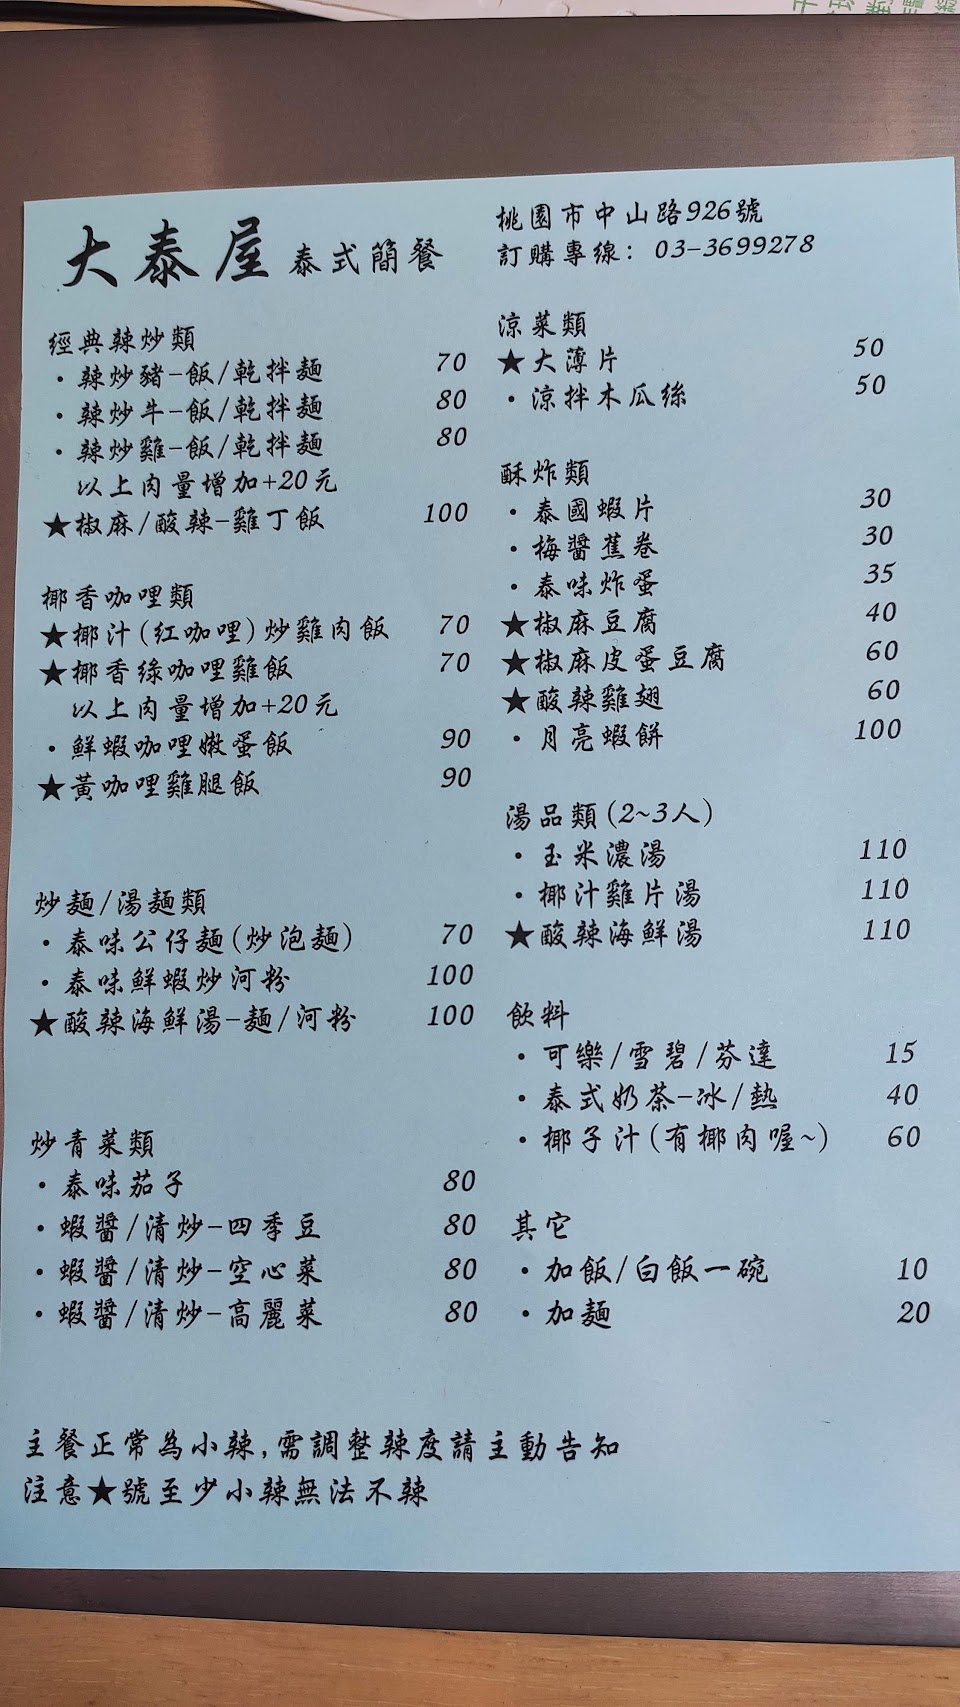 大泰屋 泰式簡餐
桃園市中山路926號
訂購專線: 03-3699278
經典辣炒類
·辣炒豬-飯/乾拌麵 70
·辣炒牛-飯/乾拌麵 80
·辣炒雞-飯/乾拌麵 80
以上肉量增加+20元
★椒麻/酸辣-雞丁飯 100
椰香咖哩類
★椰汁(紅咖哩)炒雞肉飯 70
★椰香綠咖哩雞飯 70
以上肉量增加+20元
·鮮蝦咖哩嫩蛋飯 90
★黃咖哩雞腿飯 90
炒麵/湯麵類
·泰味公仔麵(炒泡麵) 70
·泰味鮮蝦炒河粉 100
★酸辣海鮮湯-麵/河粉 100
炒青菜類
·泰味茄子 80
·蝦醬/清炒-四季豆 80
·蝦醬/清炒-空心菜 80
·蝦醬/清炒-高麗菜 80
涼菜類
★大薄片 50
·涼拌木瓜絲 50
酥炸類
·泰國蝦片 30
·梅醬蕉卷 30
·泰味炸蛋 35
★椒麻豆腐 40
★椒麻皮蛋豆腐 60
★酸辣雞翅 60
·月亮蝦餅 100
湯品類(2~3人)
·玉米濃湯 110
·椰汁雞片湯 110
★酸辣海鮮湯 110
飲料
·可樂/雪碧/芬達 15
·泰式奶茶-冰/熱 40
·椰子汁(有椰肉喔~) 60
其它
·加飯/白飯一碗 10
·加麵 20
主餐正常為小辣,需調整辣度請主動告知
注意★號至少小辣無法不辣